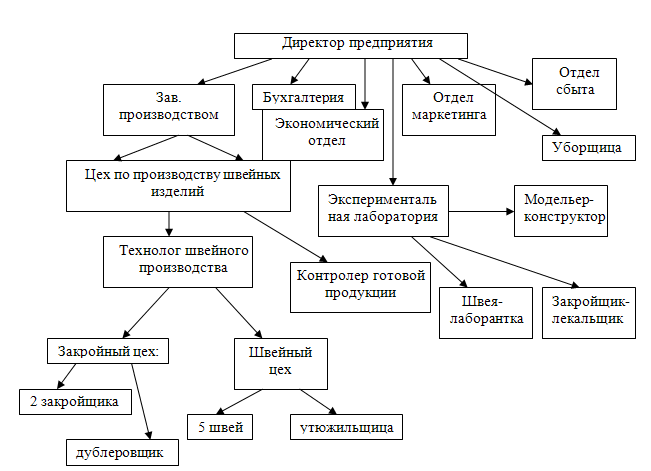 Директор предприятия
Зав.
производством
Бухгалтерия
Экономический
отдел
Отдел
маркетинга
Отдел
сбыта
Уборщица
Цех по производству швейных
изделий
Эксперименталь
ная лаборатория
Модельер-
конструктор
Технолог швейного
производства
Контролер готовой
продукции
Швея-
лаборантка
Закройщик-
лекальщик
Закройный цех:
Швейный
цех
2 закройщика
5 швей
утюжильщица
дублеровщик